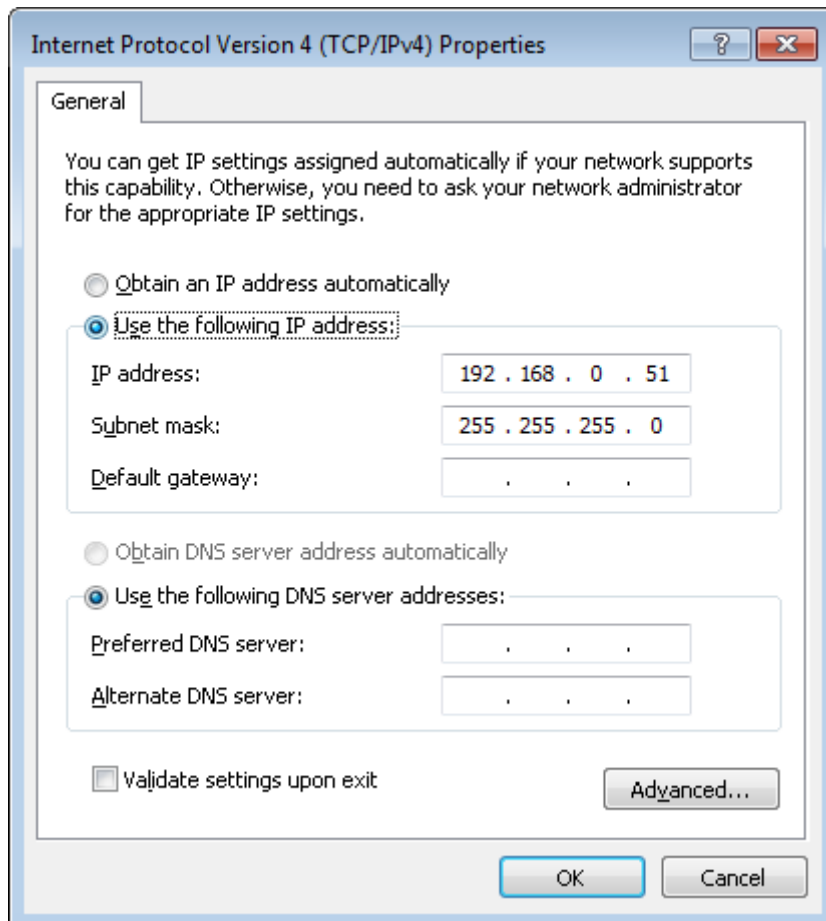 Internet Protocol Version 4 (TCP/IPv4) Properties
?
General
You can get IP settings assigned automatically if your network supports
this capability. Otherwise, you need to ask your network administrator
for the appropriate IP settings.
Obtain an IP address automatically
Use the following IP address:
IP address: 192 . 168 . 0 . 51
Subnet mask: 255 . 255 . 255 . 0
Default gateway: . . .
Obtain DNS server address automatically
Use the following DNS server addresses:
Preferred DNS server: . . .
Alternate DNS server: . . .
Validate settings upon exit
Advanced...
OK Cancel